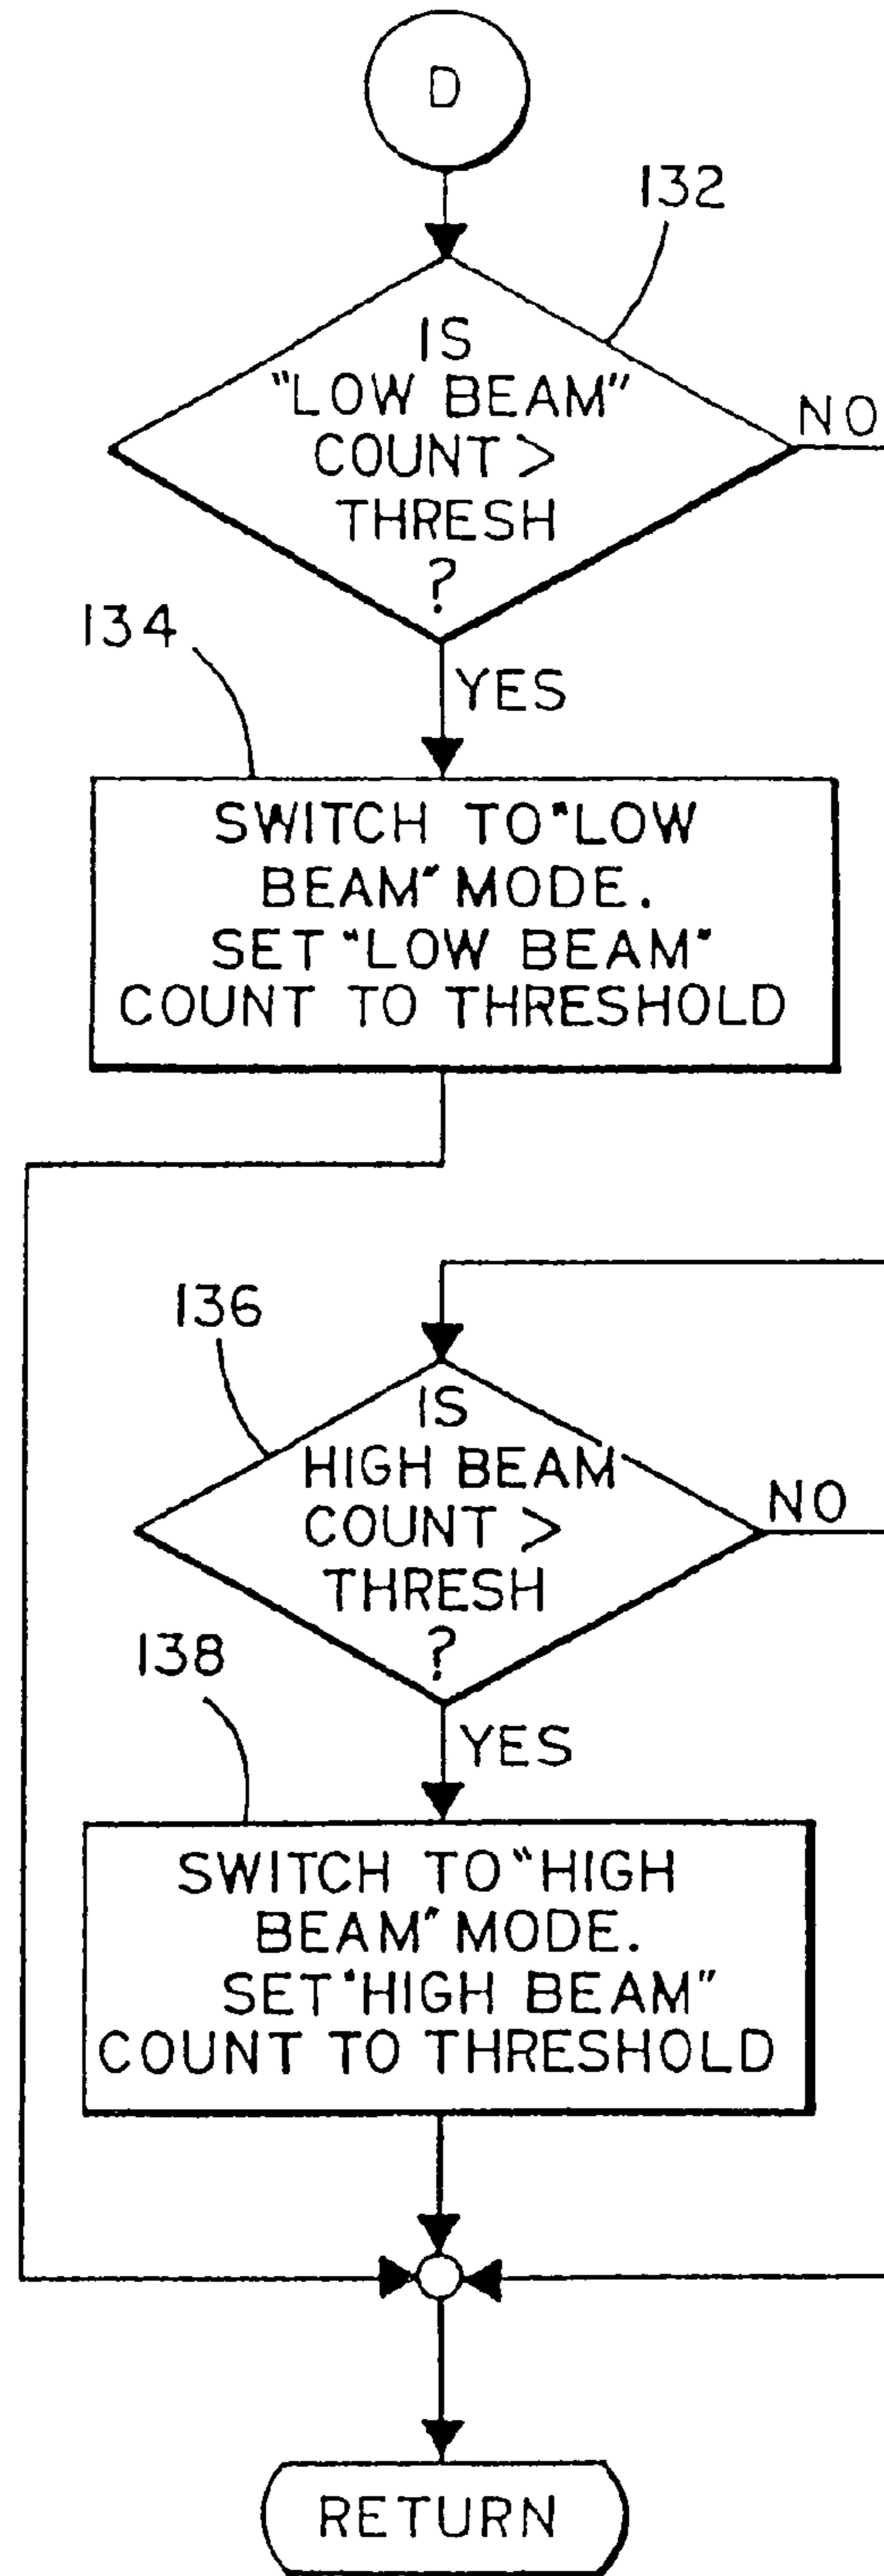 D
132
IS
"LOW BEAM"
COUNT >
THRESH
?
NO
134
YES
SWITCH TO "LOW
BEAM" MODE.
SET "LOW BEAM"
COUNT TO THRESHOLD
136
IS
HIGH BEAM
COUNT >
THRESH
?
NO
138
YES
SWITCH TO "HIGH
BEAM" MODE.
SET "HIGH BEAM"
COUNT TO THRESHOLD
RETURN